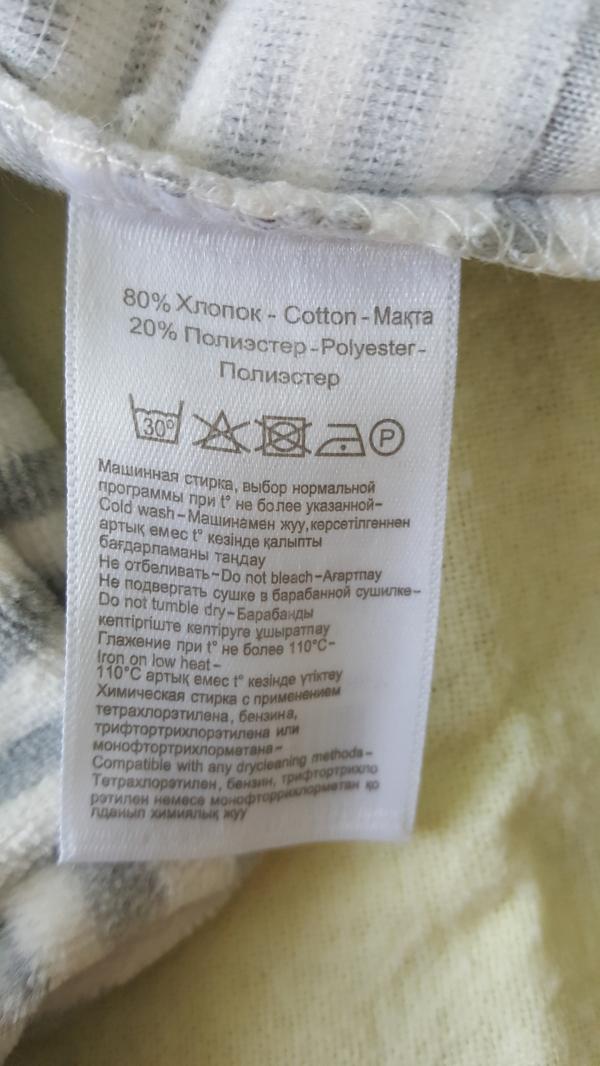 80% Хлопок - Cotton - Мақта
20% Полиэстер - Polyester -
Полиэстер
30° P
Машинная стирка, выбор нормальной
программы при t° не более указанной-
Cold wash - Машинамен жуу, көрсетілгеннен
артық емес t° кезінде қалыпты
бағдарламаны таңдау
Не отбеливать - Do not bleach - Ағартпау
Не подвергать сушке в барабанной сушилке-
Do not tumble dry - Барабанды
кептіргіште кептіруге ұшыратпау
Глажение при t° не более 110°C-
Iron on low heat -
110°C артық емес t° кезінде үтіктеу
Химическая стирка с применением
тетрахлорэтилена, бензина,
трифтортрихлорэтилена или
монофтортрихлорметана-
Compatible with any drycleaning methods-
Тетрахлорэтилен, бензин, трифтортрихло
рэтилен немесе монофторрихлорметан қо
лданып химиялық жуу